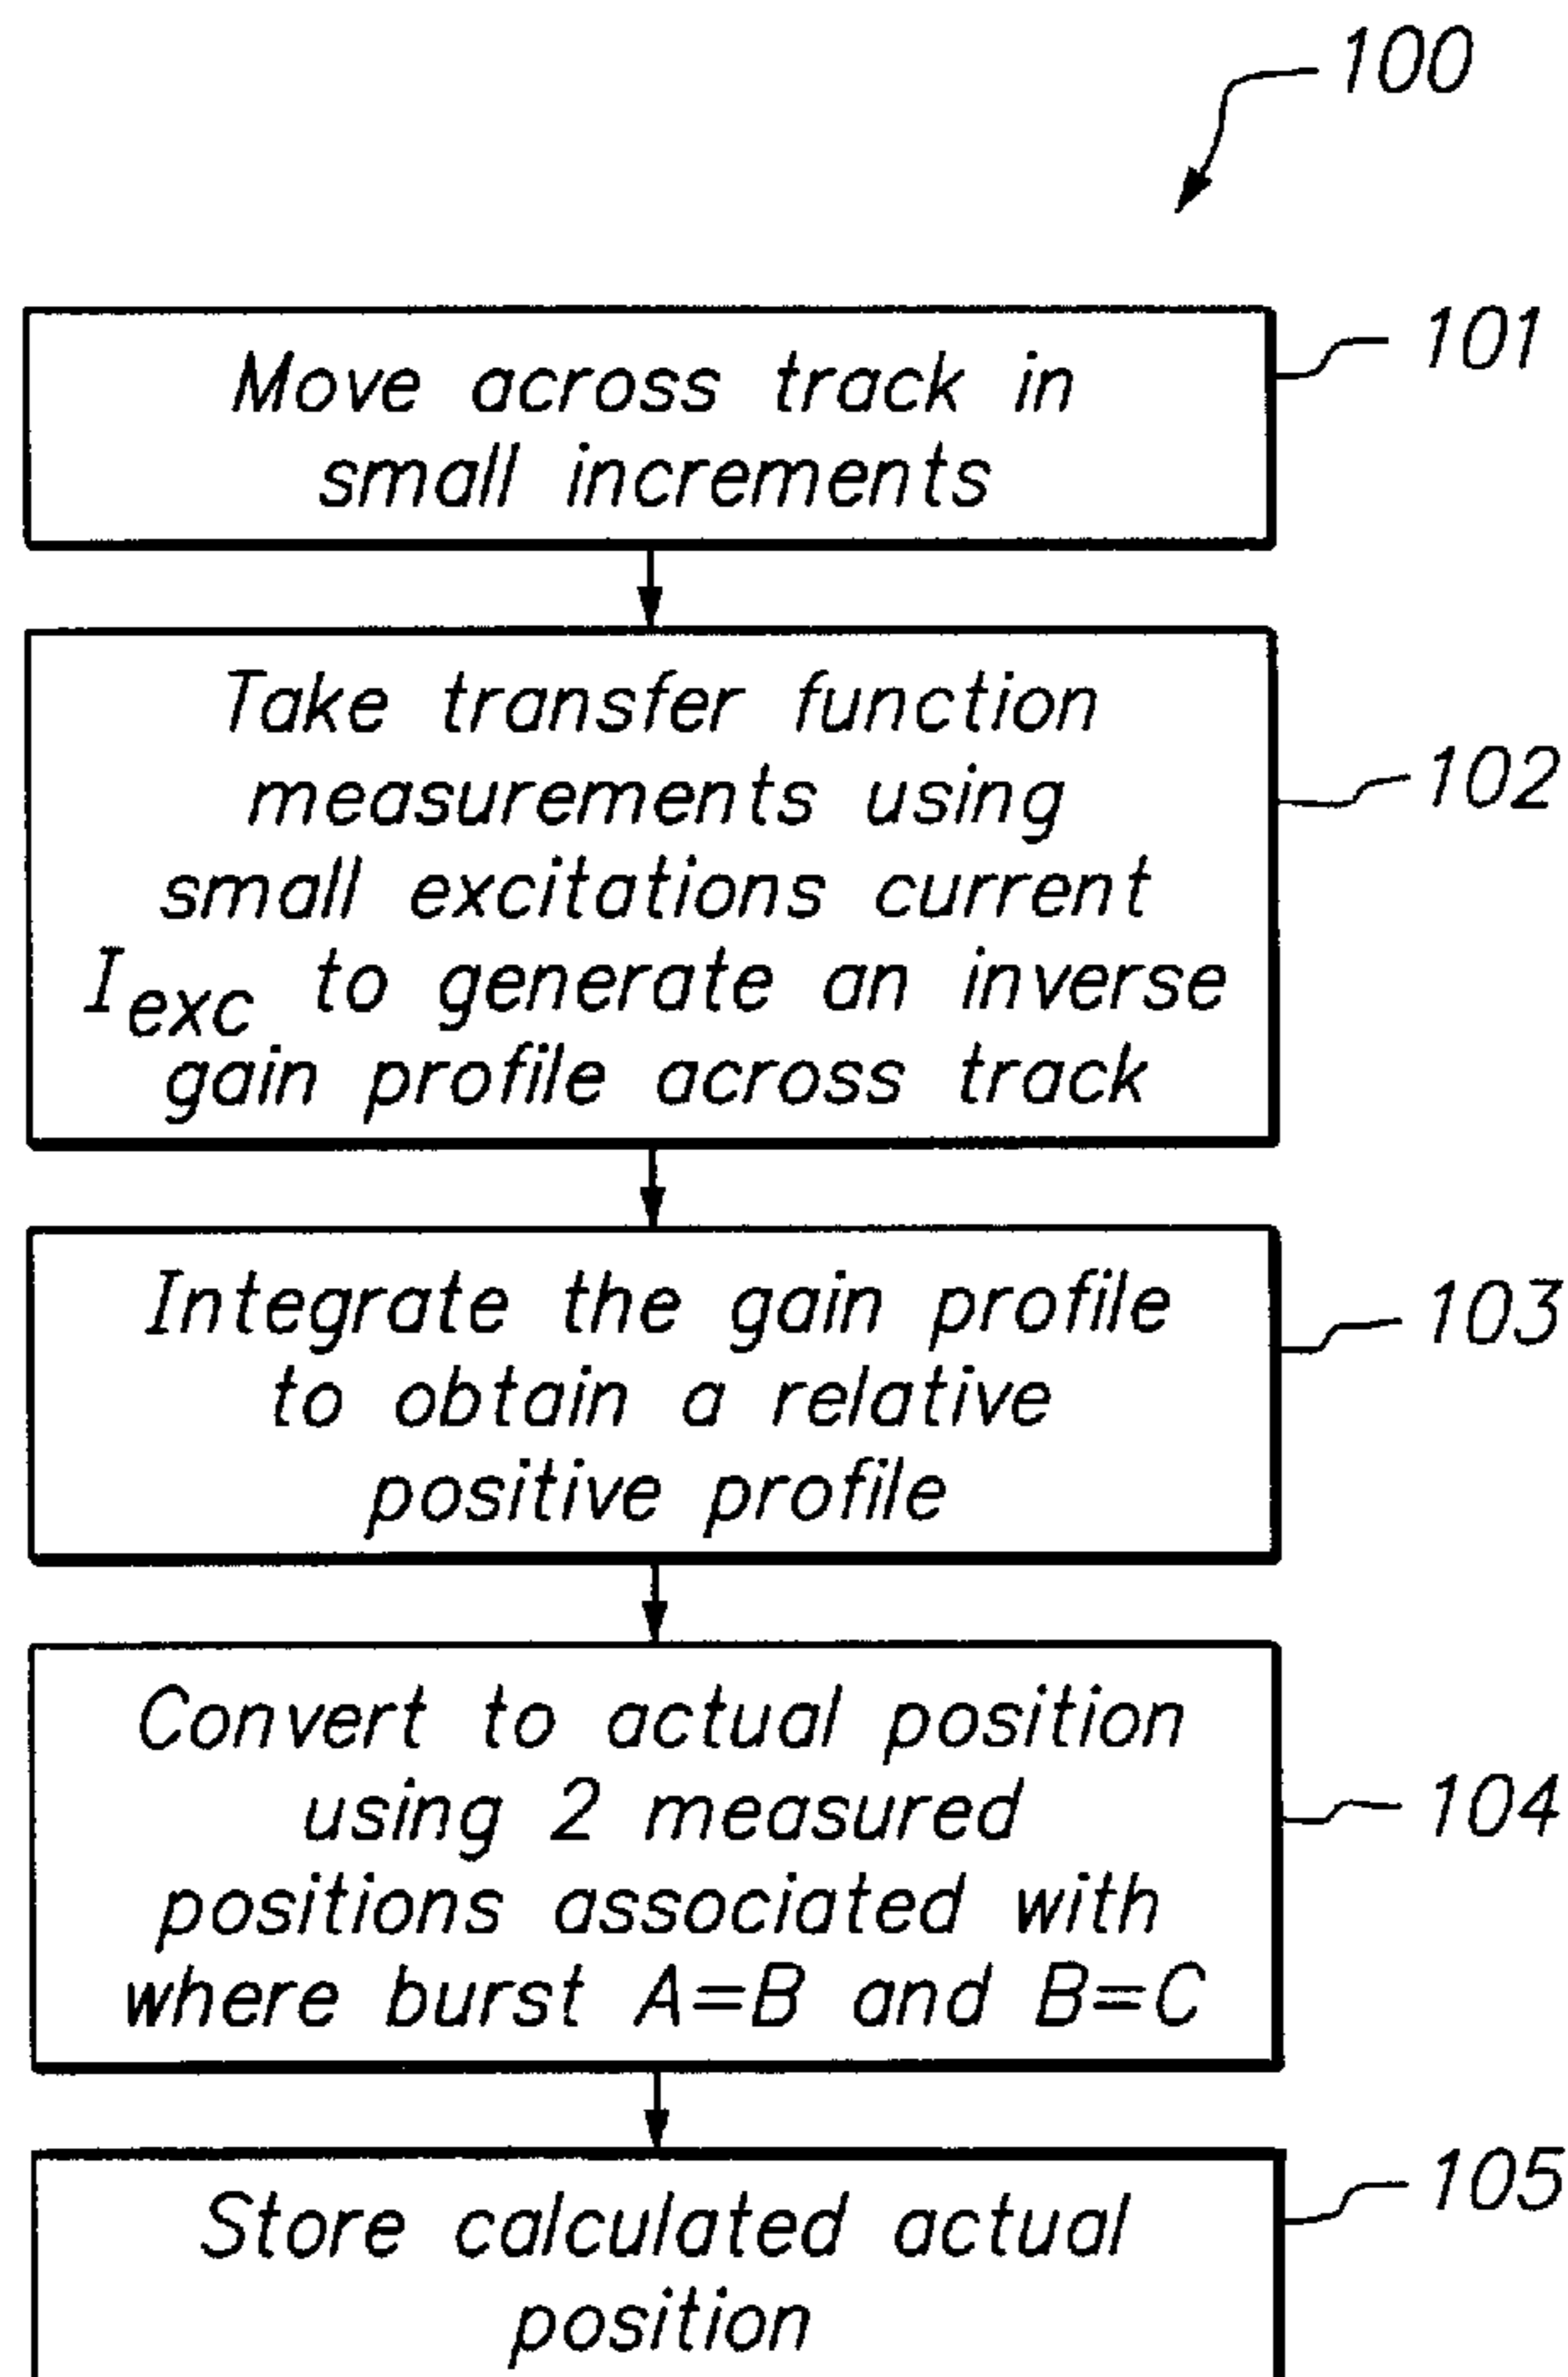 100
101
Move across track in
small increments
102
Take transfer function
measurements using
small excitations current
Iexc to generate an inverse
gain profile across track
103
Integrate the gain profile
to obtain a relative
positive profile
104
Convert to actual position
using 2 measured
positions associated with
where burst A=B and B=C
105
Store calculated actual
position